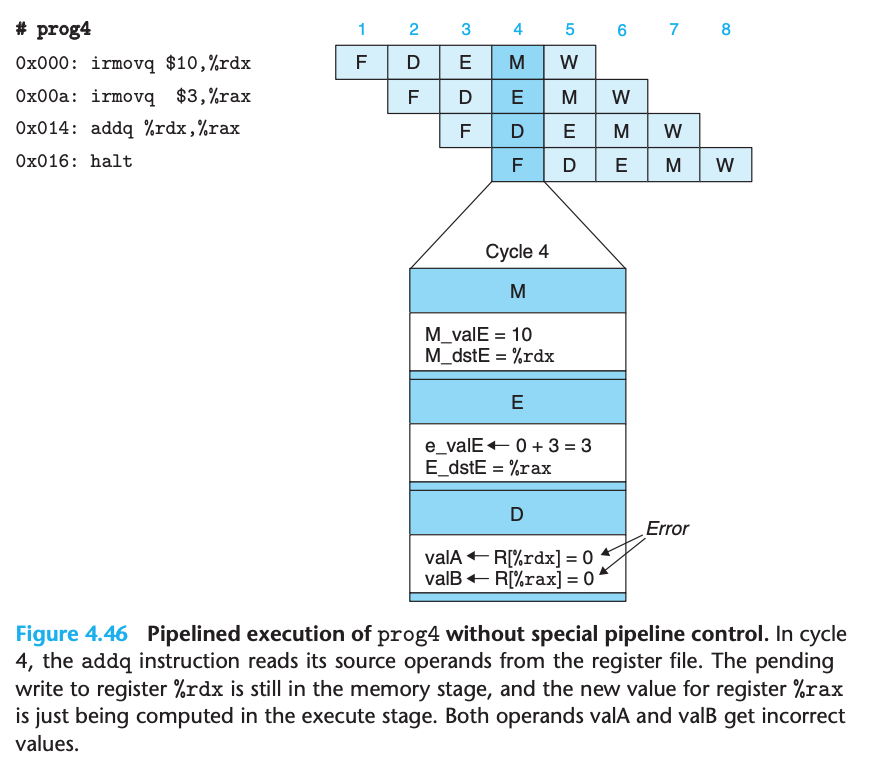 # prog4
1 2 3 4 5 6 7 8
0x000: irmovq $10,%rdx F D E M W
0x00a: irmovq  $3,%rax F D E M W
0x014: addq %rdx,%rax F D E M W
0x016: halt F D E M W
Cycle 4
M
M_valE = 10
M_dstE = %rdx
E
e_valE ← 0 + 3 = 3
E_dstE = %rax
D
Error
valA ← R[%rdx] = 0
valB ← R[%rax] = 0
Figure 4.46 Pipelined execution of prog4 without special pipeline control. In cycle
4, the addq instruction reads its source operands from the register file. The pending
write to register %rdx is still in the memory stage, and the new value for register %rax
is just being computed in the execute stage. Both operands valA and valB get incorrect
values.